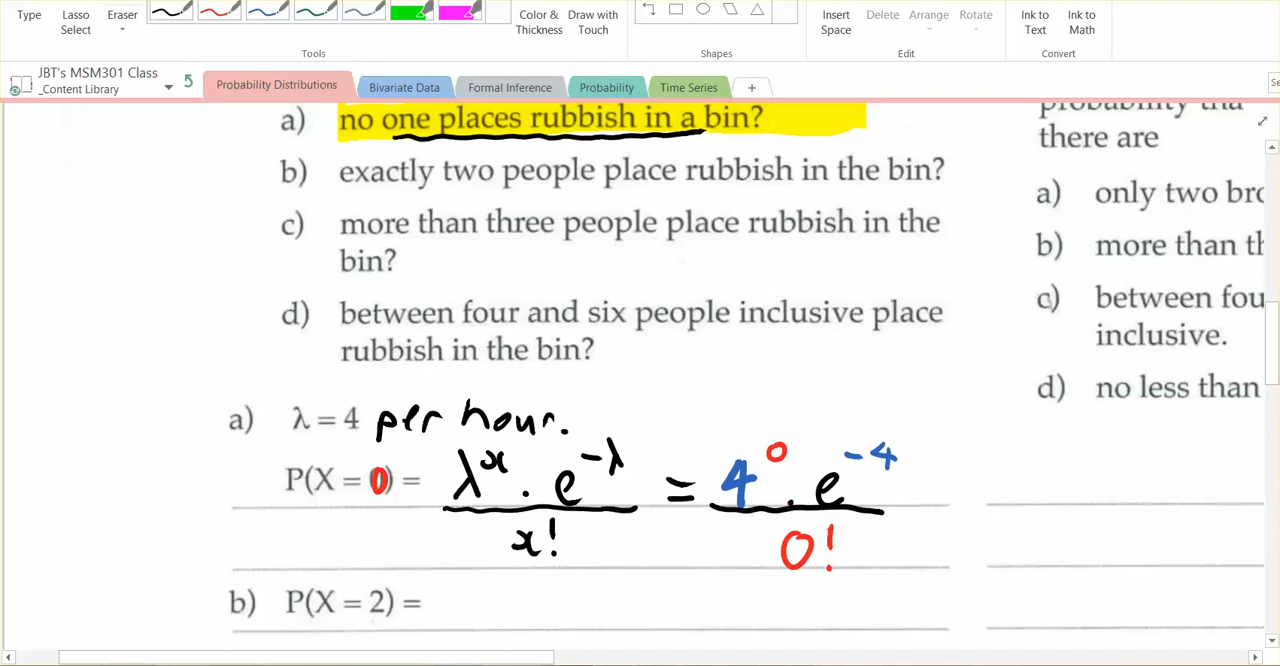 Type Lasso Select Eraser Color & Thickness Draw with Touch Insert Space Delete Arrange Rotate Ink to Text Ink to Math
Tools Shapes Edit Convert
JBT's MSM301 Class
_Content Library
Probability Distributions Bivariate Data Formal Inference Probability Time Series +
a) no one places rubbish in a bin?
b) exactly two people place rubbish in the bin?
c) more than three people place rubbish in the
bin?
d) between four and six people inclusive place
rubbish in the bin?
a) λ = 4 per hour.
P(X = 0) = λ^x . e^-λ / x! = 4^0 . e^-4 / 0!
b) P(X = 2) =
there are
a) only two
b) more than
c) between
inclusive.
d) no less than